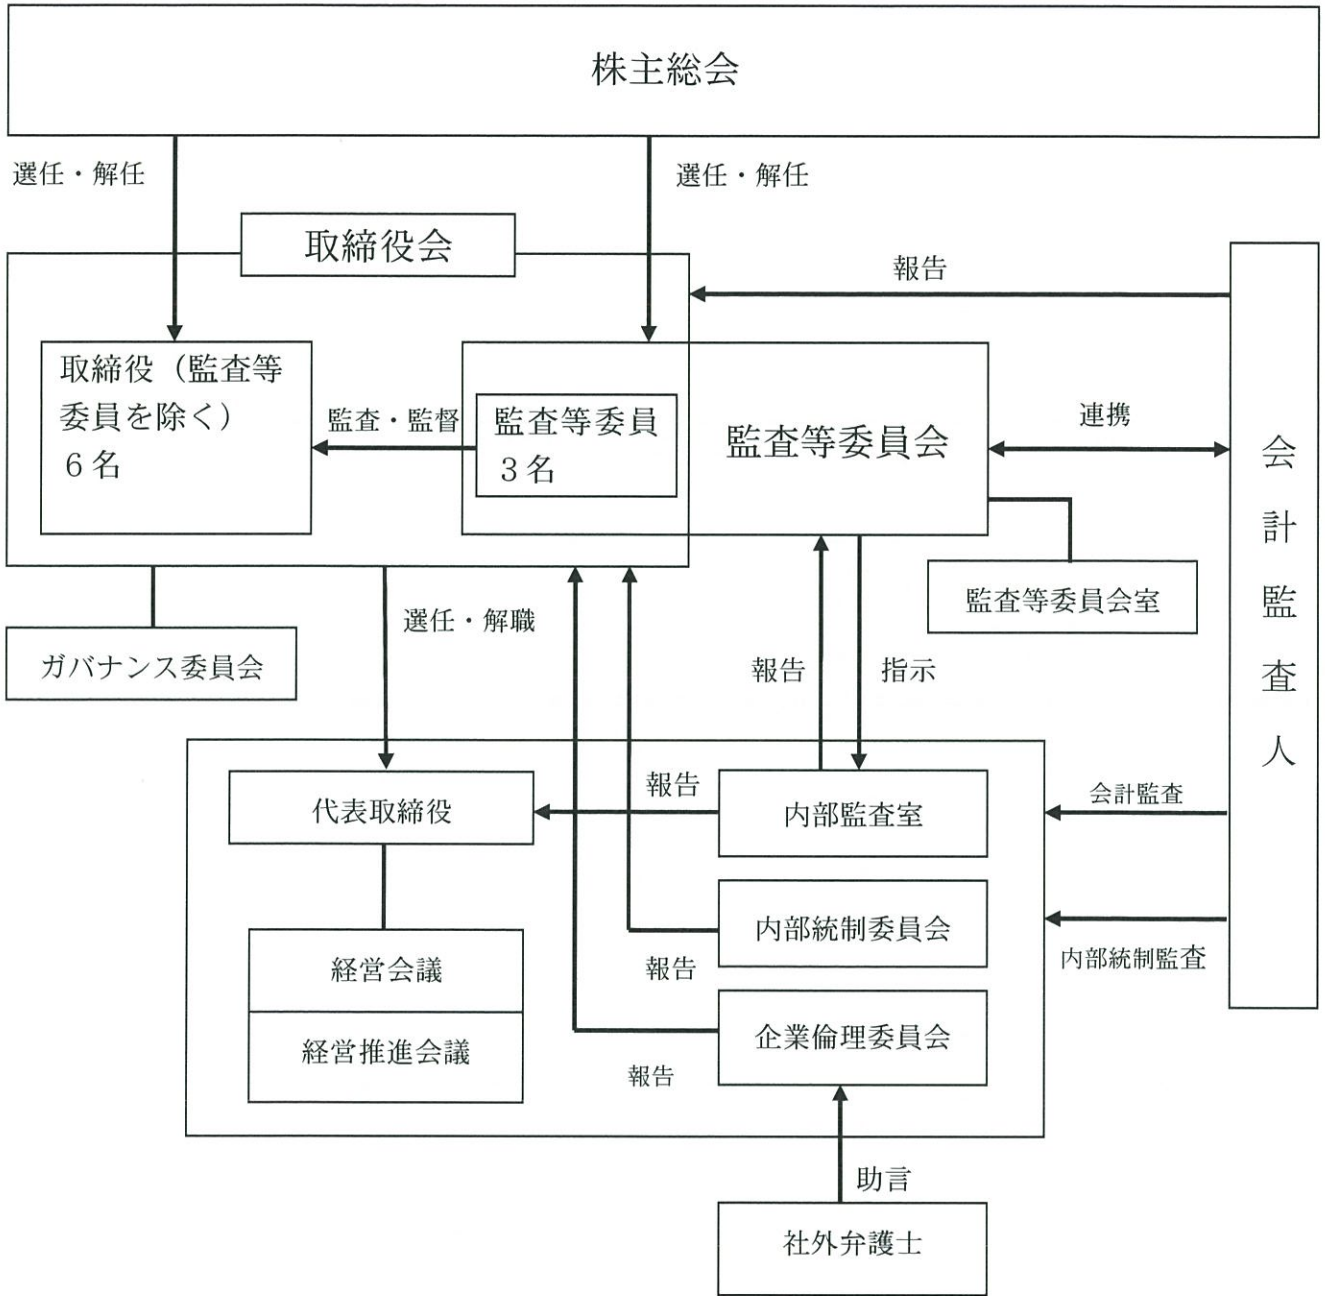 株主総会
選任・解任
選任・解任
取締役会
報告
取締役（監査等
委員を除く）
６名
監査・監督
監査等委員
３名
監査等委員会
連携
会計監査人
監査等委員会室
選任・解職
ガバナンス委員会
報告
指示
代表取締役
報告
内部監査室
会計監査
内部統制委員会
報告
内部統制監査
経営会議
経営推進会議
企業倫理委員会
報告
助言
社外弁護士